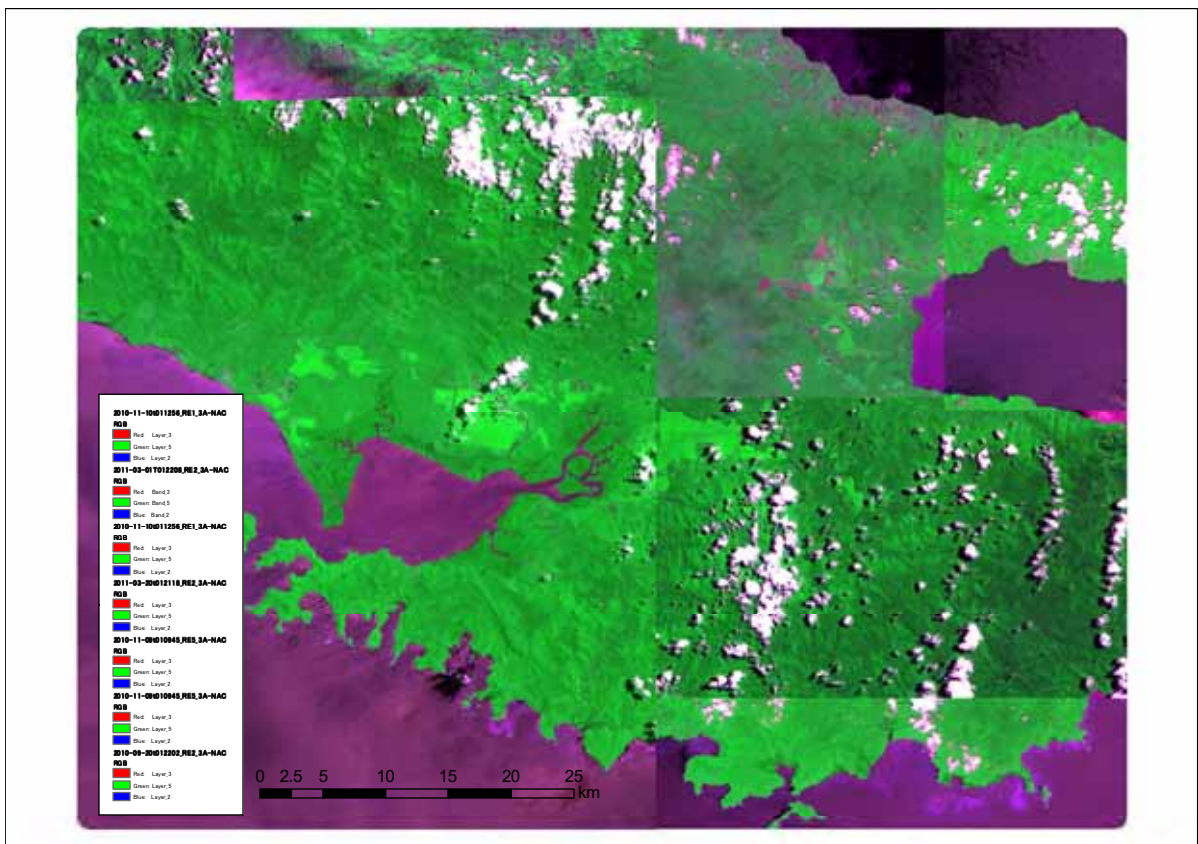 2010-11-10t011256_RE1_3A-NAC
RGB
Red: Layer_3
Green: Layer_5
Blue: Layer_2
2011-03-01T012208_RE2_3A-NAC
RGB
Red: Band_3
Green: Band_5
Blue: Band_2
2010-11-10t011256_RE1_3A-NAC
RGB
Red: Layer_3
Green: Layer_5
Blue: Layer_2
2011-03-20t012118_RE2_3A-NAC
RGB
Red: Layer_3
Green: Layer_5
Blue: Layer_2
2010-11-09t010945_RE5_3A-NAC
RGB
Red: Layer_3
Green: Layer_5
Blue: Layer_2
2010-11-09t010945_RE5_3A-NAC
RGB
Red: Layer_3
Green: Layer_5
Blue: Layer_2
2010-09-20t012202_RE2_3A-NAC
RGB
Red: Layer_3
Green: Layer_5
Blue: Layer_2
0 2.5 5 10 15 20 25
km